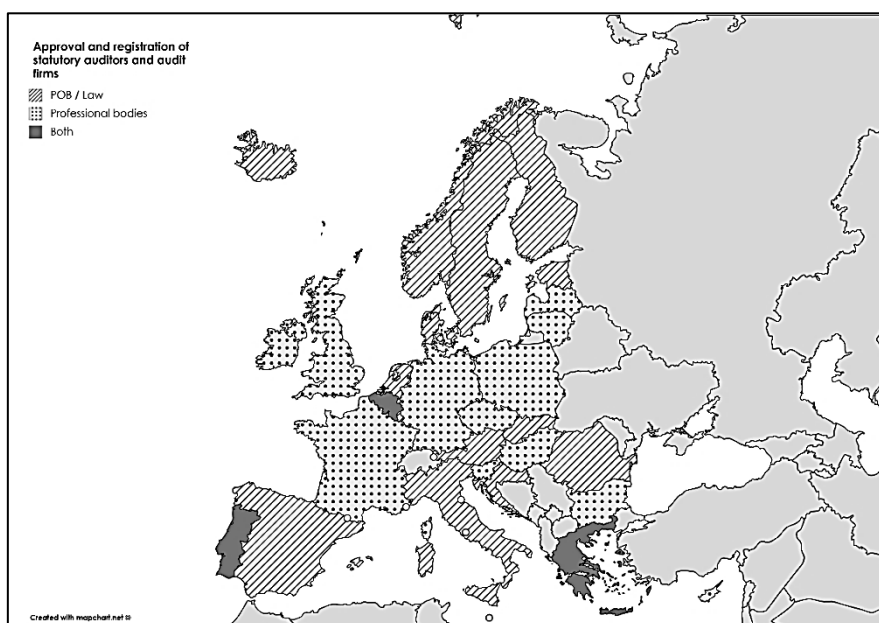 Approval and registration of
statutory auditors and audit
firms
POB / Law
Professional bodies
Both
Created with mapchart.net ©